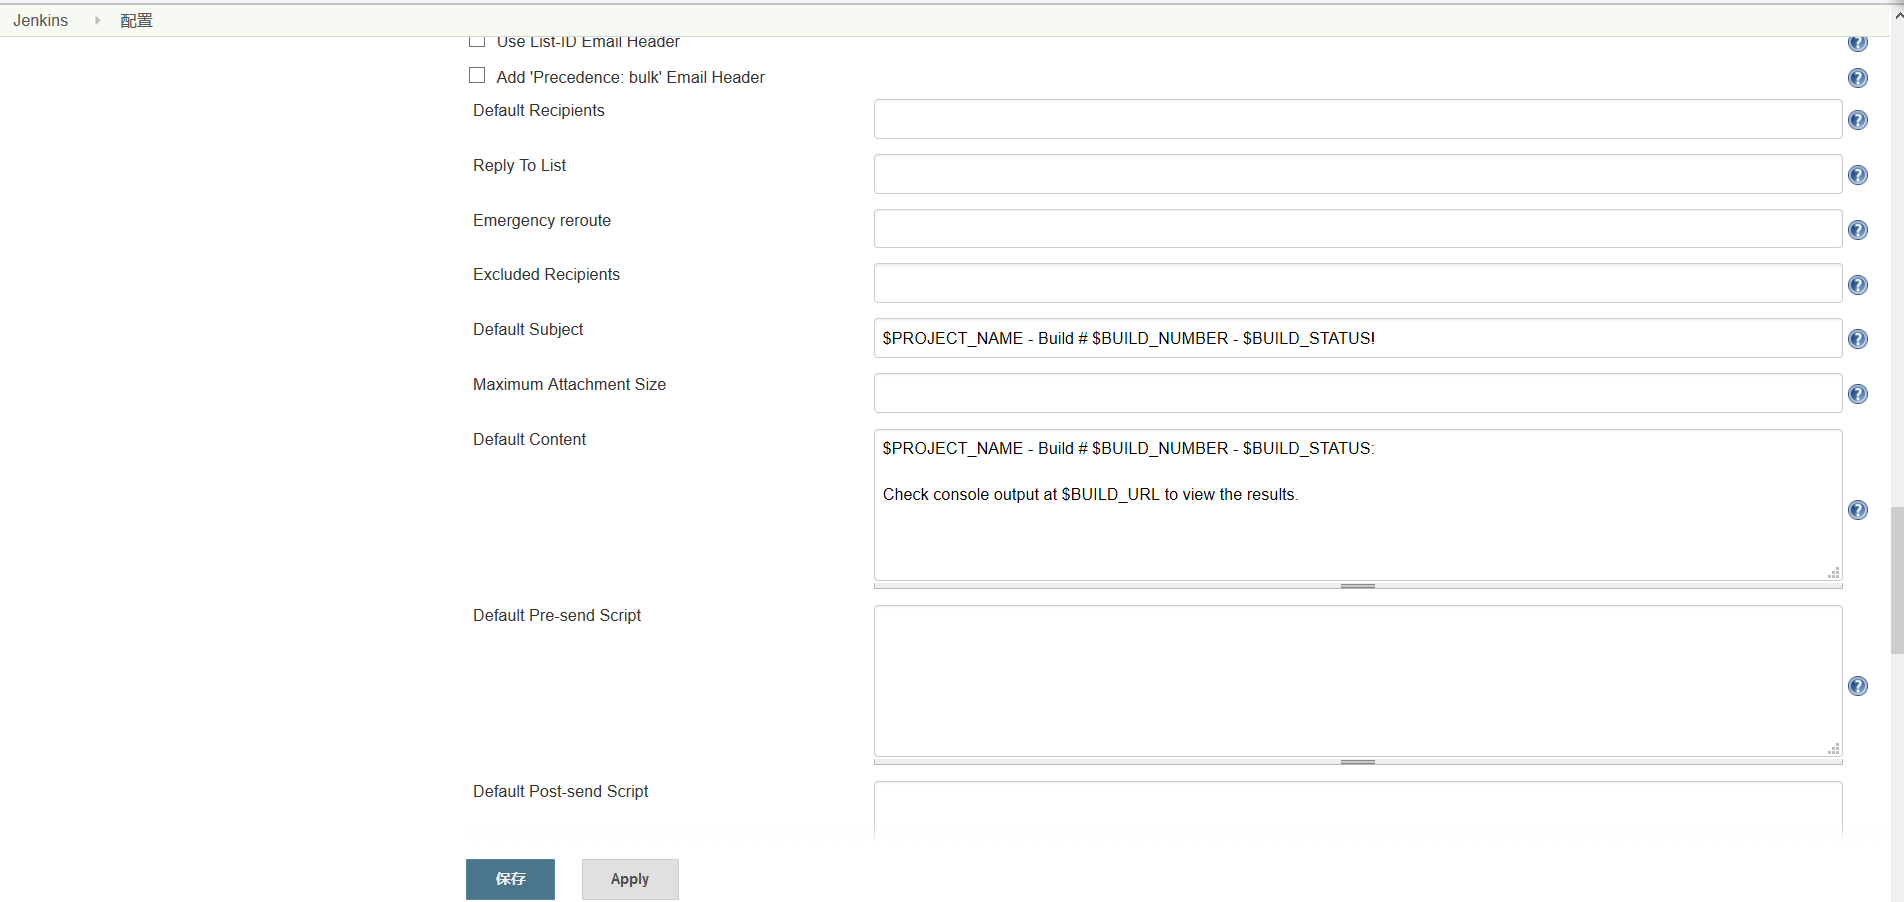 Jenkins 配置
Use List-ID Email Header
Add 'Precedence: bulk' Email Header
Default Recipients
Reply To List
Emergency reroute
Excluded Recipients
Default Subject
$PROJECT_NAME - Build # $BUILD_NUMBER - $BUILD_STATUS!
Maximum Attachment Size
Default Content
$PROJECT_NAME - Build # $BUILD_NUMBER - $BUILD_STATUS:
Check console output at $BUILD_URL to view the results.
Default Pre-send Script
Default Post-send Script
保存 Apply